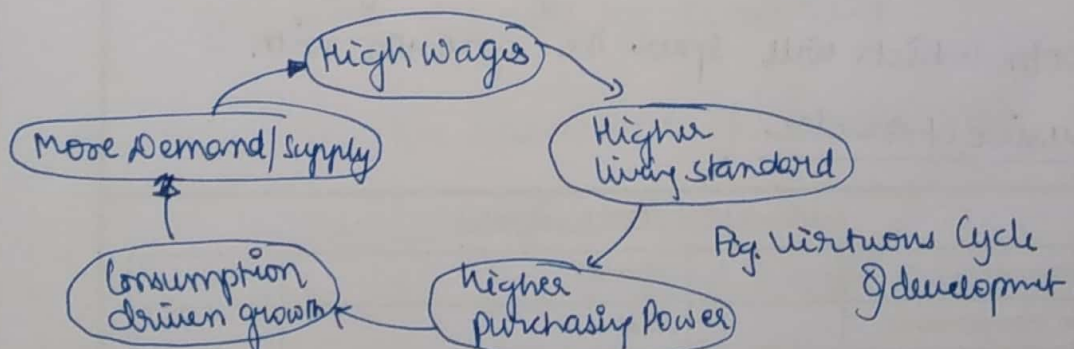 High Wages
More Demand/Supply
Higher
living standard
Fig. Virtuous Cycle
of development
Consumption
driven growth
Higher
purchasing Power